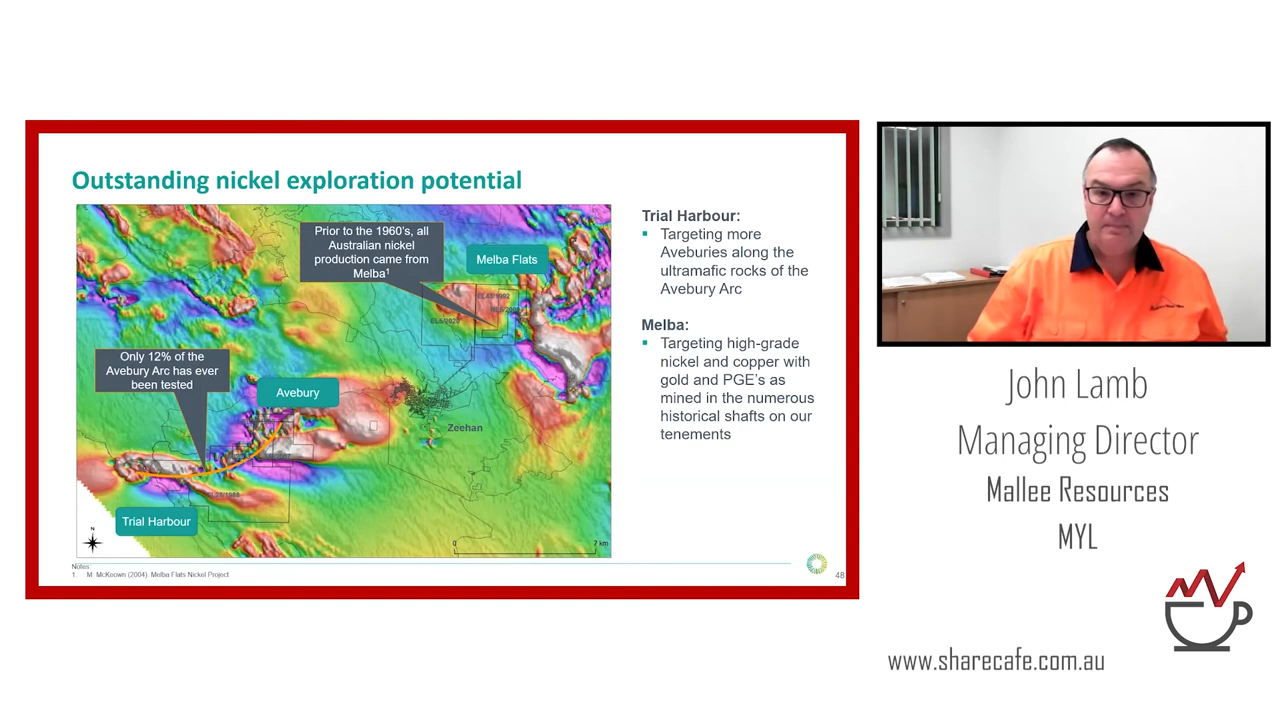 Outstanding nickel exploration potential
Prior to the 1960's, all
Australian nickel
production came from
Melba¹
Melba Flats
Only 12% of the
Avebury Arc has ever
been tested
Avebury
Zeehan
Trial Harbour
N
0
7 km
Trial Harbour:
▪ Targeting more
Aveburies along the
ultramafic rocks of the
Avebury Arc
Melba:
▪ Targeting high-grade
nickel and copper with
gold and PGE's as
mined in the numerous
historical shafts on our
tenements
Notes:
1. M. McKeown (2004) Melba Flats Nickel Project
48
John Lamb
Managing Director
Mallee Resources
MYL
www.sharecafe.com.au